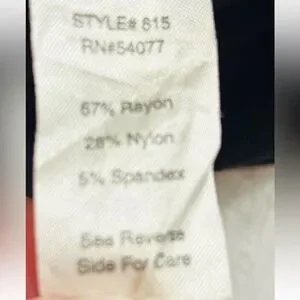 STYLE# 615
RN#54077
67% Rayon
28% Nylon
5% Spandex
See Reverse
Side For Care